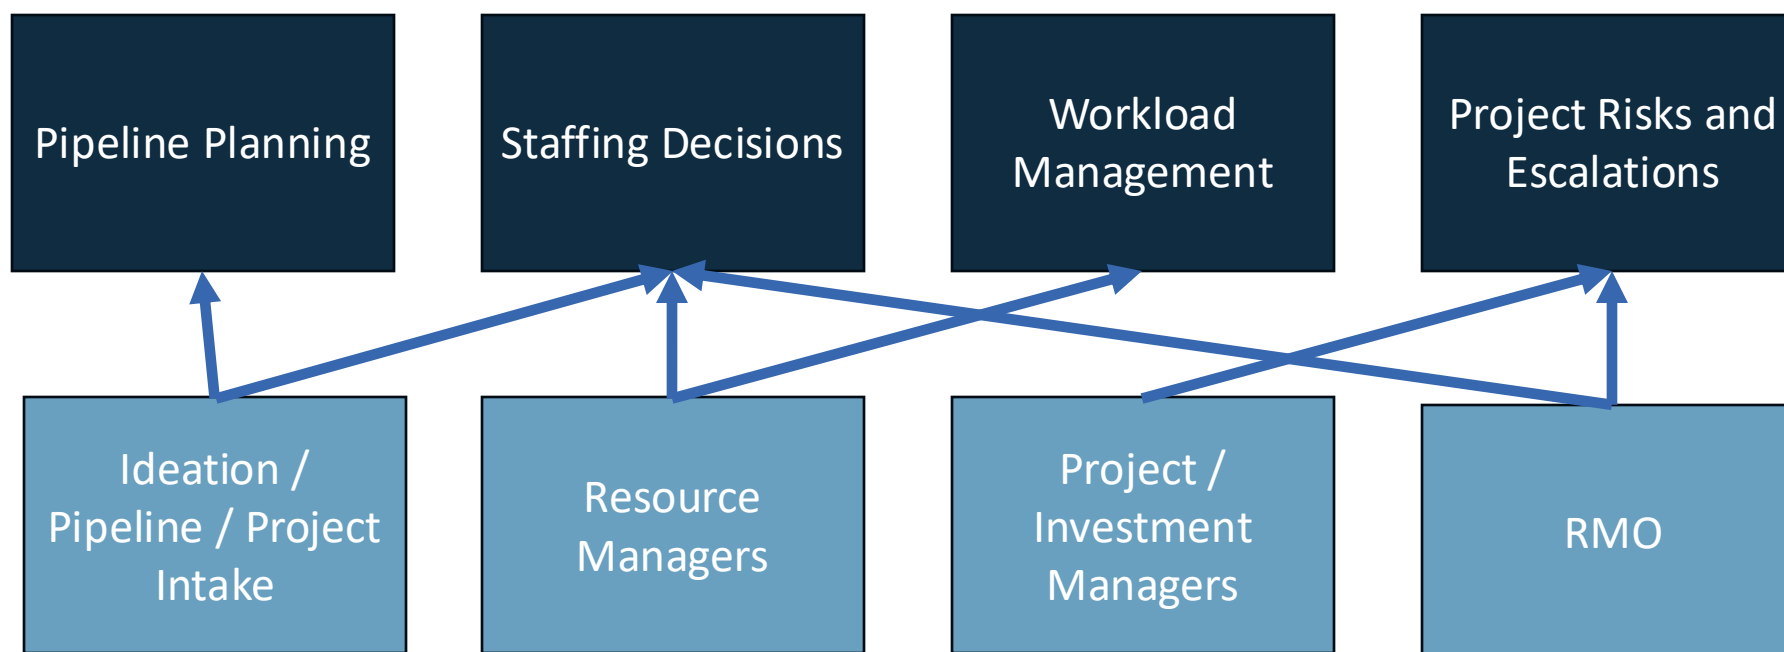 Pipeline Planning
Staffing Decisions
Workload
Management
Project Risks and
Escalations
Ideation /
Pipeline / Project
Intake
Resource
Managers
Project /
Investment
Managers
RMO